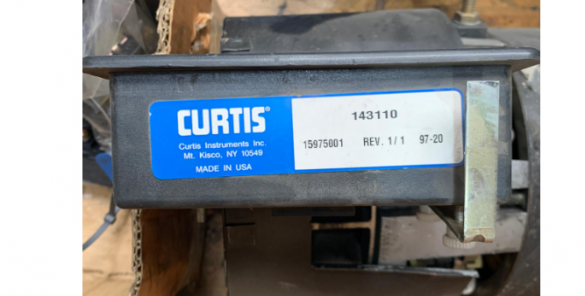 CURTIS®
Curtis Instruments Inc.
Mt. Kisco, NY 10549
MADE IN USA
143110
15975001 REV. 1/1 97-20